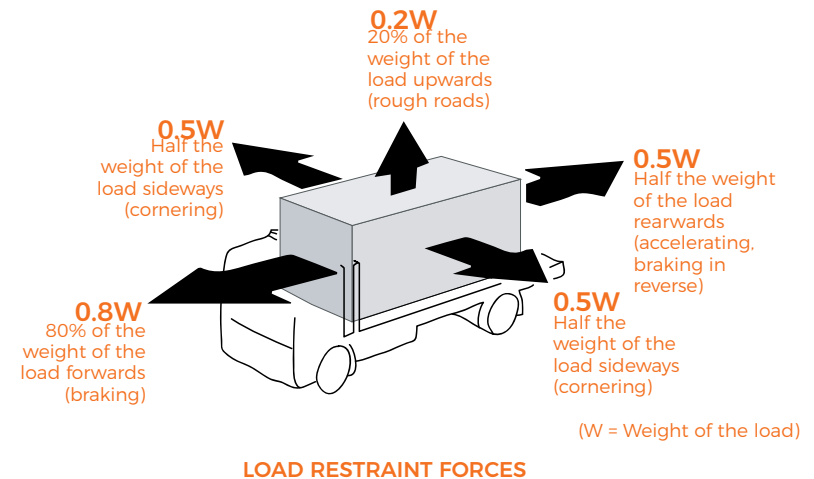 0.2W
20% of the
weight of the
load upwards
(rough roads)
0.5W
Half the
weight of the
load sideways
(cornering)
0.5W
Half the weight
of the load
rearwards
(accelerating,
braking in
reverse)
0.8W
80% of the
weight of the
load forwards
(braking)
0.5W
Half the
weight of the
load sideways
(cornering)
(W = Weight of the load)
LOAD RESTRAINT FORCES